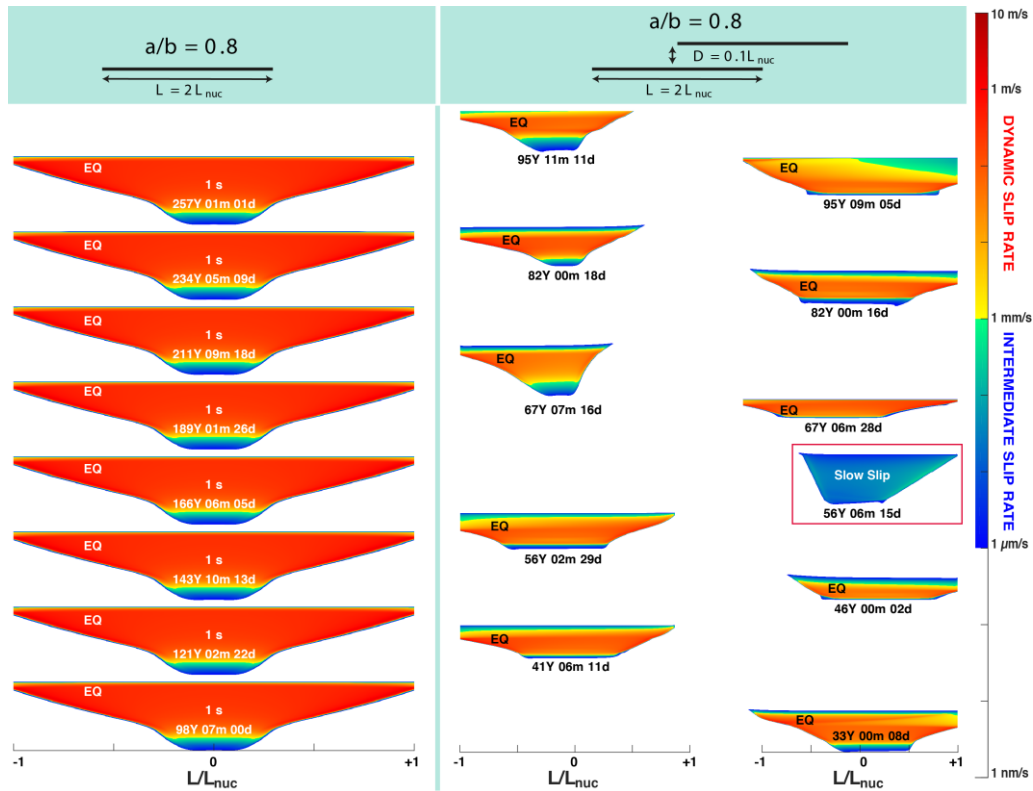 a/b = 0.8
L = 2L nuc
a/b = 0.8
D = 0.1L nuc
L = 2L nuc
EQ
1 s
257Y 01m 01d
EQ
1 s
234Y 05m 09d
EQ
1 s
211Y 09m 18d
EQ
1 s
189Y 01m 26d
EQ
1 s
166Y 06m 05d
EQ
1 s
143Y 10m 13d
EQ
1 s
121Y 02m 22d
EQ
1 s
98Y 07m 00d
-1 0 +1
L/Lnuc
EQ
95Y 11m 11d
EQ
82Y 00m 18d
EQ
67Y 07m 16d
EQ
56Y 02m 29d
EQ
41Y 06m 11d
-1 0 +1
L/Lnuc
EQ
95Y 09m 05d
EQ
82Y 00m 16d
EQ
67Y 06m 28d
Slow Slip
56Y 06m 15d
EQ
46Y 00m 02d
EQ
33Y 00m 08d
-1 0 +1
L/Lnuc
10 m/s
1 m/s
1 mm/s
1 µm/s
1 nm/s
DYNAMIC SLIP RATE
INTERMEDIATE SLIP RATE